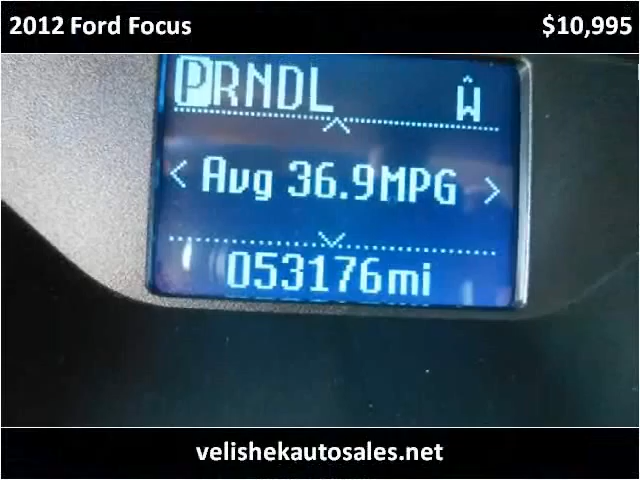 2012 Ford Focus $10,995
PRNDL Ŵ
< Avg 36.9MPG >
053176mi
velishekautosales.net